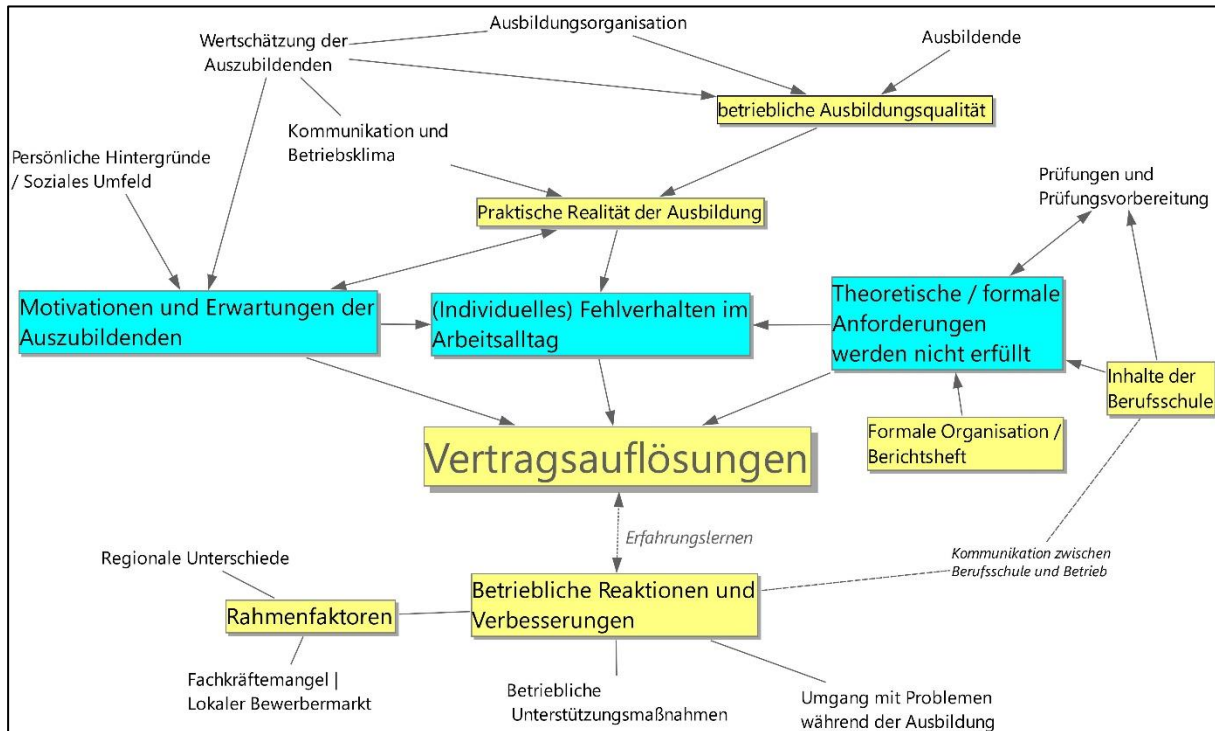 Ausbildungsorganisation
Wertschätzung der
Auszubildenden
Ausbildende
betriebliche Ausbildungsqualität
Kommunikation und
Betriebsklima
Persönliche Hintergründe
/ Soziales Umfeld
Prüfungen und
Prüfungsvorbereitung
Praktische Realität der Ausbildung
Motivationen und Erwartungen der
Auszubildenden
(Individuelles) Fehlverhalten im
Arbeitsalltag
Theoretische / formale
Anforderungen
werden nicht erfüllt
Inhalte der
Berufsschule
Formale Organisation /
Berichtsheft
Vertragsauflösungen
Erfahrungslernen
Kommunikation zwischen
Berufsschule und Betrieb
Regionale Unterschiede
Betriebliche Reaktionen und
Verbesserungen
Rahmenfaktoren
Fachkräftemangel |
Lokaler Bewerbermarkt
Betriebliche
Unterstützungsmaßnahmen
Umgang mit Problemen
während der Ausbildung